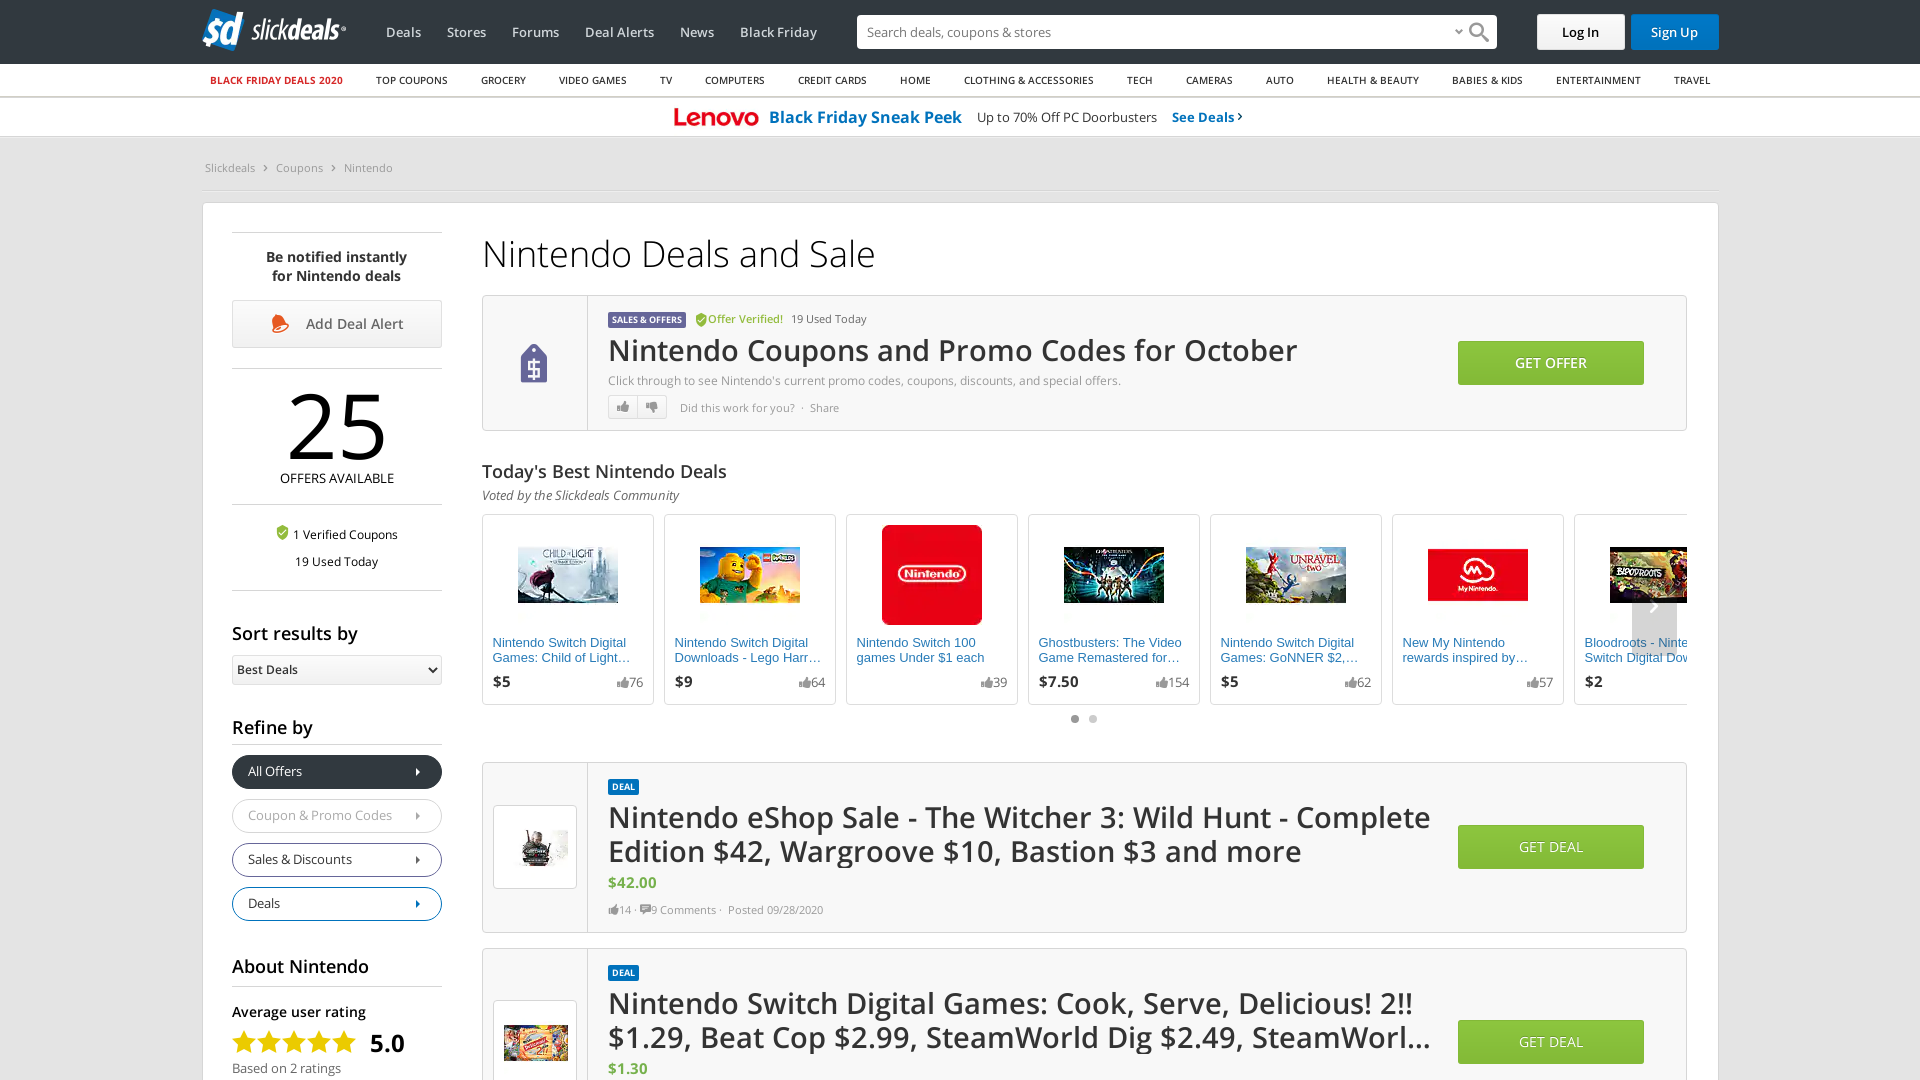 sd slickdeals
Deals
Stores
Forums
Deal Alerts
News
Black Friday
Search deals, coupons & stores
Log In
Sign Up
BLACK FRIDAY DEALS 2020
TOP COUPONS
GROCERY
VIDEO GAMES
TV
COMPUTERS
CREDIT CARDS
HOME
CLOTHING & ACCESSORIES
TECH
CAMERAS
AUTO
HEALTH & BEAUTY
BABIES & KIDS
ENTERTAINMENT
TRAVEL
Lenovo Black Friday Sneak Peek Up to 70% Off PC Doorbusters See Deals
Slickdeals > Coupons > Nintendo
Be notified instantly
for Nintendo deals
Add Deal Alert
25
OFFERS AVAILABLE
1 Verified Coupons
19 Used Today
Sort results by
Best Deals
Refine by
All Offers
Coupon & Promo Codes
Sales & Discounts
Deals
About Nintendo
Average user rating
5.0
Based on 2 ratings
Nintendo Deals and Sale
SALES & OFFERS Offer Verified! 19 Used Today
Nintendo Coupons and Promo Codes for October
Click through to see Nintendo's current promo codes, coupons, discounts, and special offers.
Did this work for you? · Share
GET OFFER
Today's Best Nintendo Deals
Voted by the Slickdeals Community
CHILD OF LIGHT
Nintendo Switch Digital
Games: Child of Light…
$5
76
WORLDS
Nintendo Switch Digital
Downloads - Lego Harr…
$9
64
Nintendo
Nintendo Switch 100
games Under $1 each
39
GHOSTBUSTERS
Ghostbusters: The Video
Game Remastered for…
$7.50
154
UNRAVEL
TWO
Nintendo Switch Digital
Games: GoNNER $2,…
$5
62
My Nintendo
New My Nintendo
rewards inspired by…
57
BLOODROOTS
Bloodroots - Ninte
Switch Digital Dow
$2
DEAL
Nintendo eShop Sale - The Witcher 3: Wild Hunt - Complete
Edition $42, Wargroove $10, Bastion $3 and more
$42.00
14 · 9 Comments · Posted 09/28/2020
GET DEAL
DEAL
Nintendo Switch Digital Games: Cook, Serve, Delicious! 2!!
$1.29, Beat Cop $2.99, SteamWorld Dig $2.49, SteamWorl…
$1.30
GET DEAL